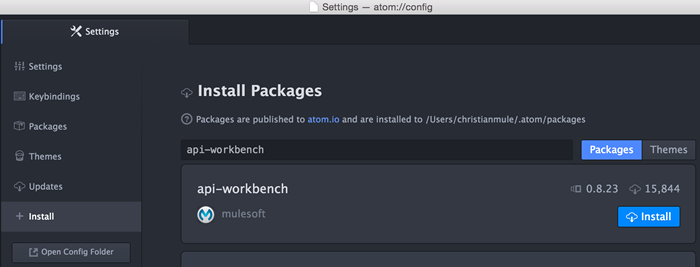 Settings — atom://config
Settings
Settings
Keybindings
Packages
Themes
Updates
Install
Open Config Folder
Install Packages
Packages are published to atom.io and are installed to /Users/christianmule/.atom/packages
api-workbench
Packages Themes
api-workbench 0.8.23 15,844
mulesoft Install